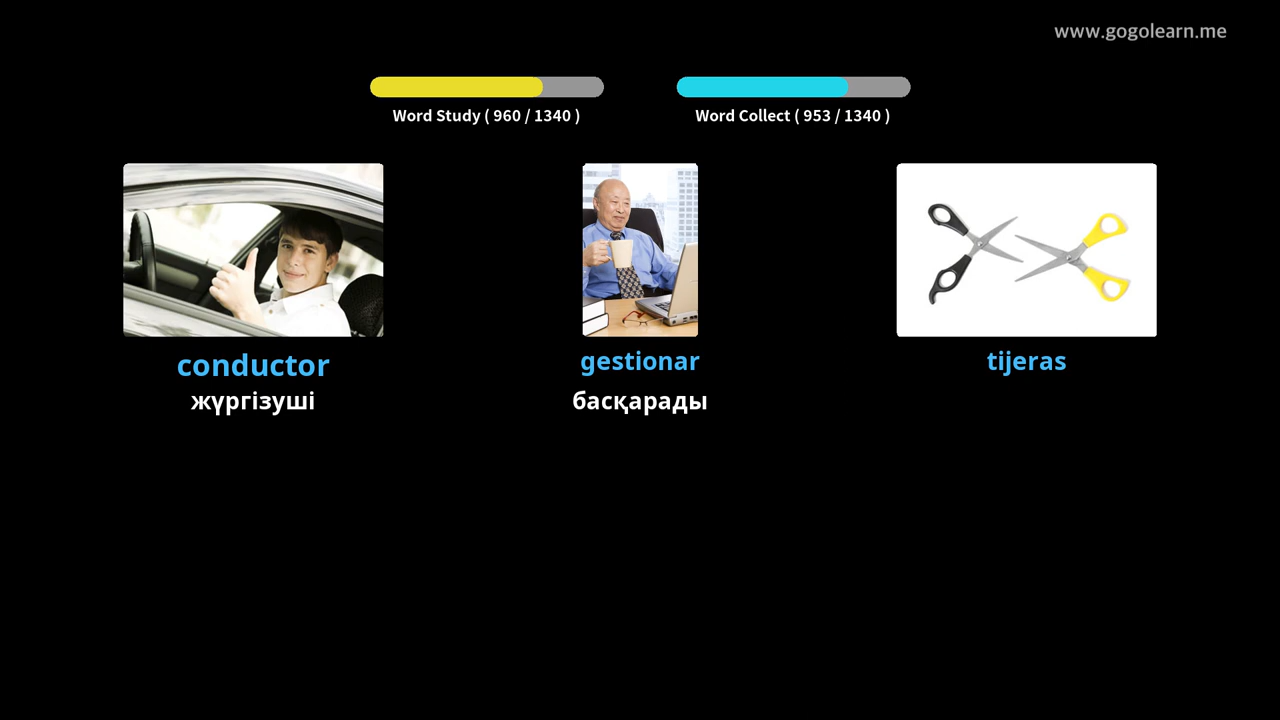 www.gogolearn.me
Word Study ( 960 / 1340 )
Word Collect ( 953 / 1340 )
conductor
жүргізуші
gestionar
басқарады
tijeras